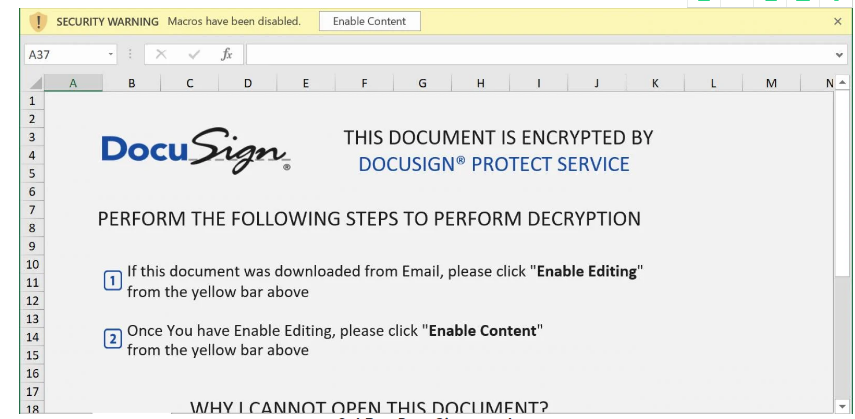 SECURITY WARNING Macros have been disabled. Enable Content
A37 fx
A B C D E F G H I J K L M N
1
2
3
4
5
6
7
8
9
10
11
12
13
14
15
16
17
18
DocuSign®
THIS DOCUMENT IS ENCRYPTED BY
DOCUSIGN® PROTECT SERVICE
PERFORM THE FOLLOWING STEPS TO PERFORM DECRYPTION
1 If this document was downloaded from Email, please click "Enable Editing"
from the yellow bar above
2 Once You have Enable Editing, please click "Enable Content"
from the yellow bar above
WHY I CANNOT OPEN THIS DOCUMENT?